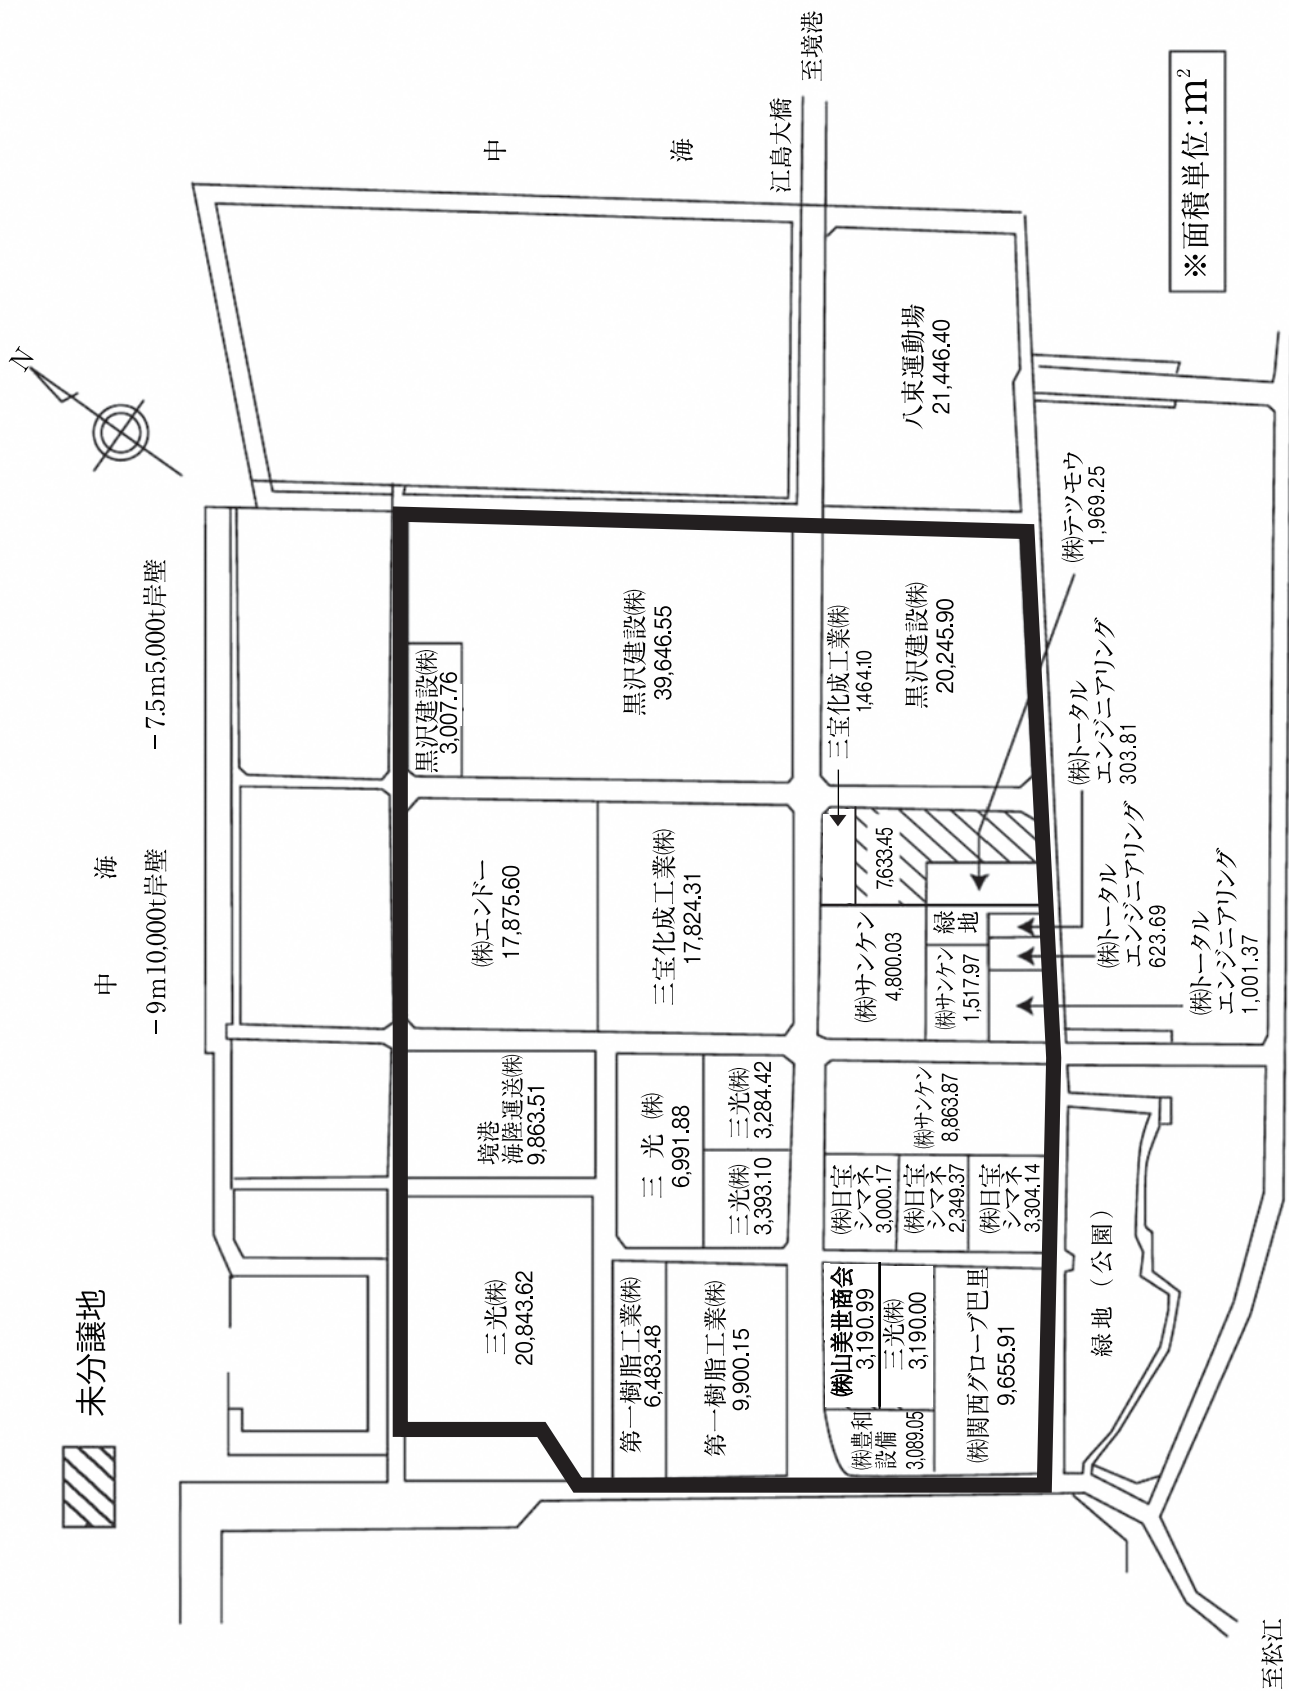 未分譲地
中 海
－9m10,000t岸壁
－7.5m5,000t岸壁
N
中 海
江島大橋
至境港
※面積単位：m²
三光㈱
20,843.62
境港
海陸運送㈱
9,863.51
㈱エンドー
17,875.60
黒沢建設㈱
3,007.76
第一樹脂工業㈱
6,483.48
第一樹脂工業㈱
9,900.15
三 光 ㈱
6,991.88
三光㈱
3,393.10
三光㈱
3,284.42
三宝化成工業㈱
17,824.31
黒沢建設㈱
39,646.55
㈱山美世商会
3,190.99
三光㈱
3,190.00
㈱豊和
設備
3,089.05
㈱関西グローブ巴里
9,655.91
㈱日宝
シマネ
3,000.17
㈱日宝
シマネ
2,349.37
㈱日宝
シマネ
3,304.14
㈱サンケン
8,863.87
㈱サンケン
4,800.03
㈱サンケン
1,517.97
緑
地
7,633.45
三宝化成工業㈱
1,464.10
黒沢建設㈱
20,245.90
八束運動場
21,446.40
㈱テツモウ
1,969.25
㈱トータル
エンジニアリング
303.81
㈱トータル
エンジニアリング
623.69
㈱トータル
エンジニアリング
1,001.37
緑地（公園）
至松江